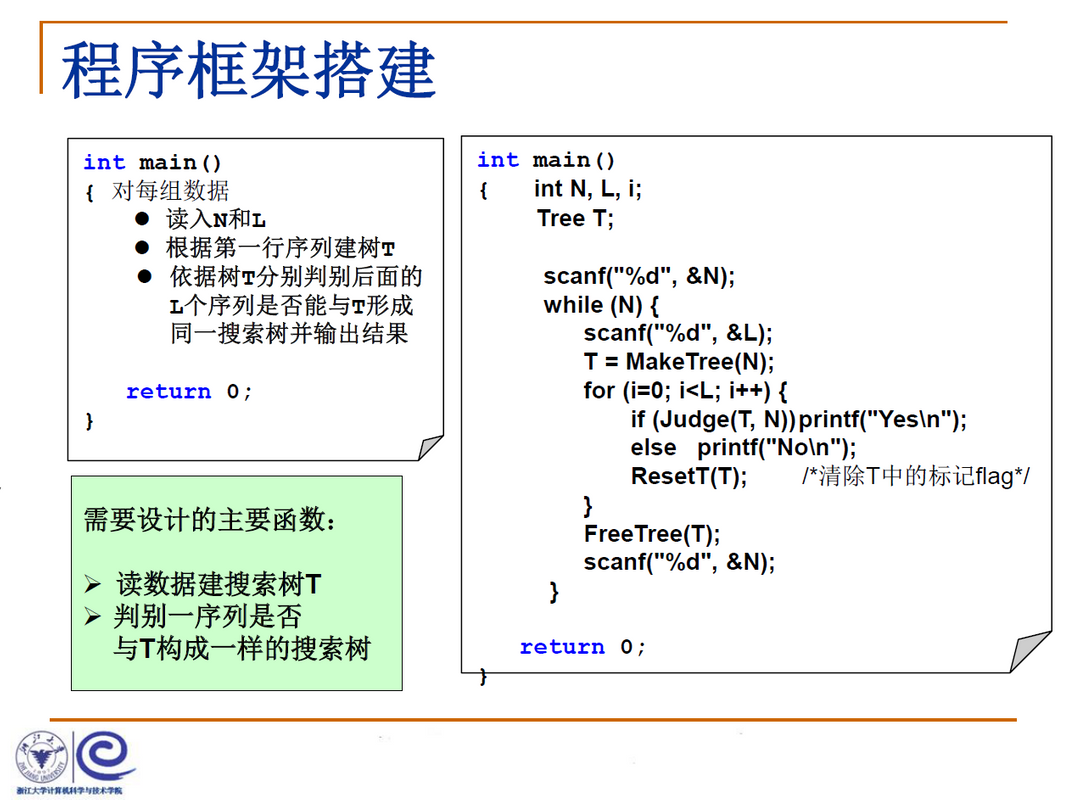 程序框架搭建
int main()
{ 对每组数据
● 读入N和L
● 根据第一行序列建树T
● 依据树T分别判别后面的
L个序列是否能与T形成
同一搜索树并输出结果
return 0;
}
需要设计的主要函数：
➢ 读数据建搜索树T
➢ 判别一序列是否
与T构成一样的搜索树
int main()
{ int N, L, i;
Tree T;
scanf("%d", &N);
while (N) {
scanf("%d", &L);
T = MakeTree(N);
for (i=0; i<L; i++) {
if (Judge(T, N))printf("Yes\n");
else printf("No\n");
ResetT(T); /*清除T中的标记flag*/
}
FreeTree(T);
scanf("%d", &N);
}
return 0;
}
浙江大学计算机科学与技术学院